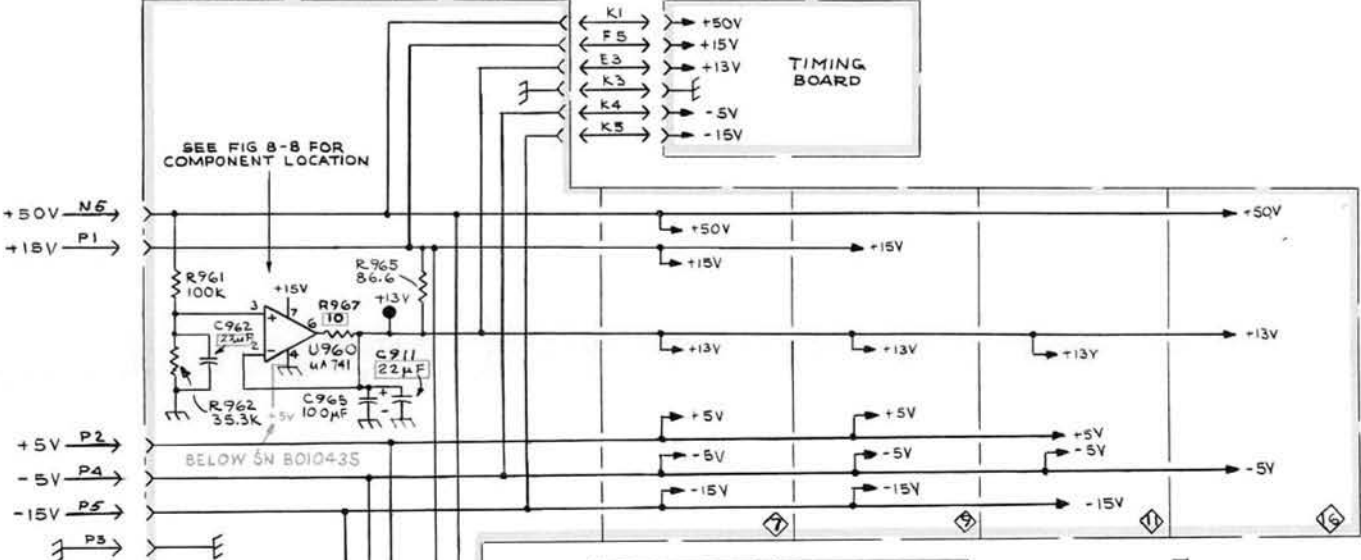 K1
+50V
F5
+15V
E3
+13V
TIMING
BOARD
K3
K4
-5V
K5
-15V
SEE FIG 8-8 FOR
COMPONENT LOCATION
+50V N6
+50V
+50V
+15V P1
+15V
+15V
R961
100K
+15V
R965
86.6
+13V
3
7
R967
10
C962
2
6
+
-
4
U960
µA 741
C911
22µF
+13V
+13V
+13V
+13V
R962
35.3K
+5V
C965
100µF
+
-
+5V
+5V
+5V P2
+5V
BELOW SN B010435
-5V
-5V
-5V
-5V P4
-5V
-15V
-15V
-15V P5
-15V
7
9
11
16
P3